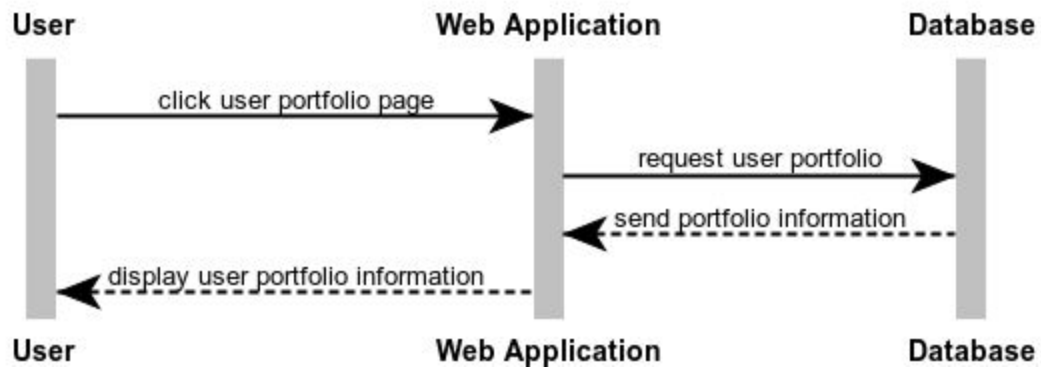 User Web Application Database
click user portfolio page
request user portfolio
send portfolio information
display user portfolio information
User Web Application Database